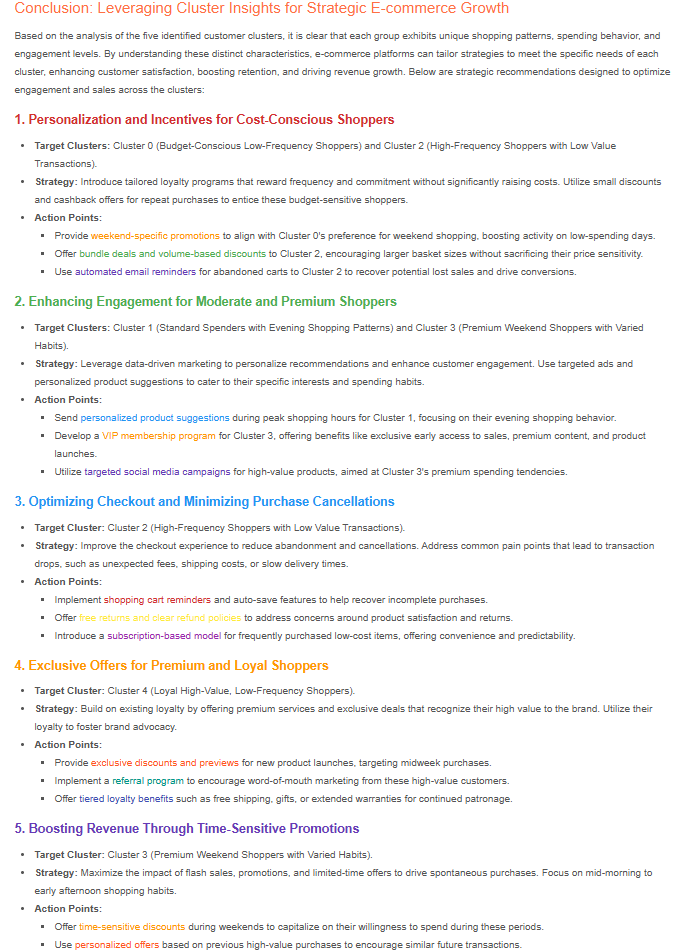 Conclusion: Leveraging Cluster Insights for Strategic E-commerce Growth
Based on the analysis of the five identified customer clusters, it is clear that each group exhibits unique shopping patterns, spending behavior, and
engagement levels. By understanding these distinct characteristics, e-commerce platforms can tailor strategies to meet the specific needs of each
cluster, enhancing customer satisfaction, boosting retention, and driving revenue growth. Below are strategic recommendations designed to optimize
engagement and sales across the clusters:
1. Personalization and Incentives for Cost-Conscious Shoppers
• Target Clusters: Cluster 0 (Budget-Conscious Low-Frequency Shoppers) and Cluster 2 (High-Frequency Shoppers with Low Value
Transactions).
• Strategy: Introduce tailored loyalty programs that reward frequency and commitment without significantly raising costs. Utilize small discounts
and cashback offers for repeat purchases to entice these budget-sensitive shoppers.
• Action Points:
▪ Provide weekend-specific promotions to align with Cluster 0's preference for weekend shopping, boosting activity on low-spending days.
▪ Offer bundle deals and volume-based discounts to Cluster 2, encouraging larger basket sizes without sacrificing their price sensitivity.
▪ Use automated email reminders for abandoned carts to Cluster 2 to recover potential lost sales and drive conversions.
2. Enhancing Engagement for Moderate and Premium Shoppers
• Target Clusters: Cluster 1 (Standard Spenders with Evening Shopping Patterns) and Cluster 3 (Premium Weekend Shoppers with Varied
Habits).
• Strategy: Leverage data-driven marketing to personalize recommendations and enhance customer engagement. Use targeted ads and
personalized product suggestions to cater to their specific interests and spending habits.
• Action Points:
▪ Send personalized product suggestions during peak shopping hours for Cluster 1, focusing on their evening shopping behavior.
▪ Develop a VIP membership program for Cluster 3, offering benefits like exclusive early access to sales, premium content, and product
launches.
▪ Utilize targeted social media campaigns for high-value products, aimed at Cluster 3's premium spending tendencies.
3. Optimizing Checkout and Minimizing Purchase Cancellations
• Target Cluster: Cluster 2 (High-Frequency Shoppers with Low Value Transactions).
• Strategy: Improve the checkout experience to reduce abandonment and cancellations. Address common pain points that lead to transaction
drops, such as unexpected fees, shipping costs, or slow delivery times.
• Action Points:
▪ Implement shopping cart reminders and auto-save features to help recover incomplete purchases.
▪ Offer free returns and clear refund policies to address concerns around product satisfaction and returns.
▪ Introduce a subscription-based model for frequently purchased low-cost items, offering convenience and predictability.
4. Exclusive Offers for Premium and Loyal Shoppers
• Target Cluster: Cluster 4 (Loyal High-Value, Low-Frequency Shoppers).
• Strategy: Build on existing loyalty by offering premium services and exclusive deals that recognize their high value to the brand. Utilize their
loyalty to foster brand advocacy.
• Action Points:
▪ Provide exclusive discounts and previews for new product launches, targeting midweek purchases.
▪ Implement a referral program to encourage word-of-mouth marketing from these high-value customers.
▪ Offer tiered loyalty benefits such as free shipping, gifts, or extended warranties for continued patronage.
5. Boosting Revenue Through Time-Sensitive Promotions
• Target Cluster: Cluster 3 (Premium Weekend Shoppers with Varied Habits).
• Strategy: Maximize the impact of flash sales, promotions, and limited-time offers to drive spontaneous purchases. Focus on mid-morning to
early afternoon shopping habits.
• Action Points:
▪ Offer time-sensitive discounts during weekends to capitalize on their willingness to spend during these periods.
▪ Use personalized offers based on previous high-value purchases to encourage similar future transactions.